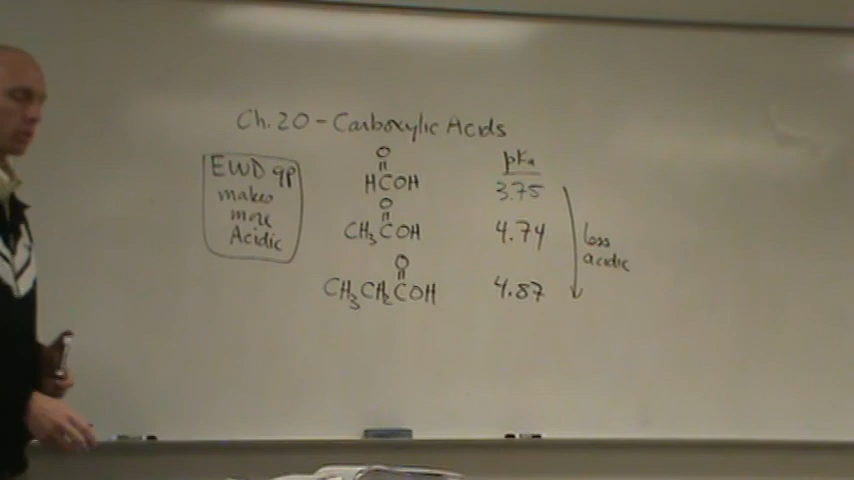 Ch. 20 - Carboxylic Acids
EWD gp
makes
more
Acidic
pKa
O
HCOH
3.75
O
CH3COH
4.74
O
CH3CH2COH
4.87
less
acidic